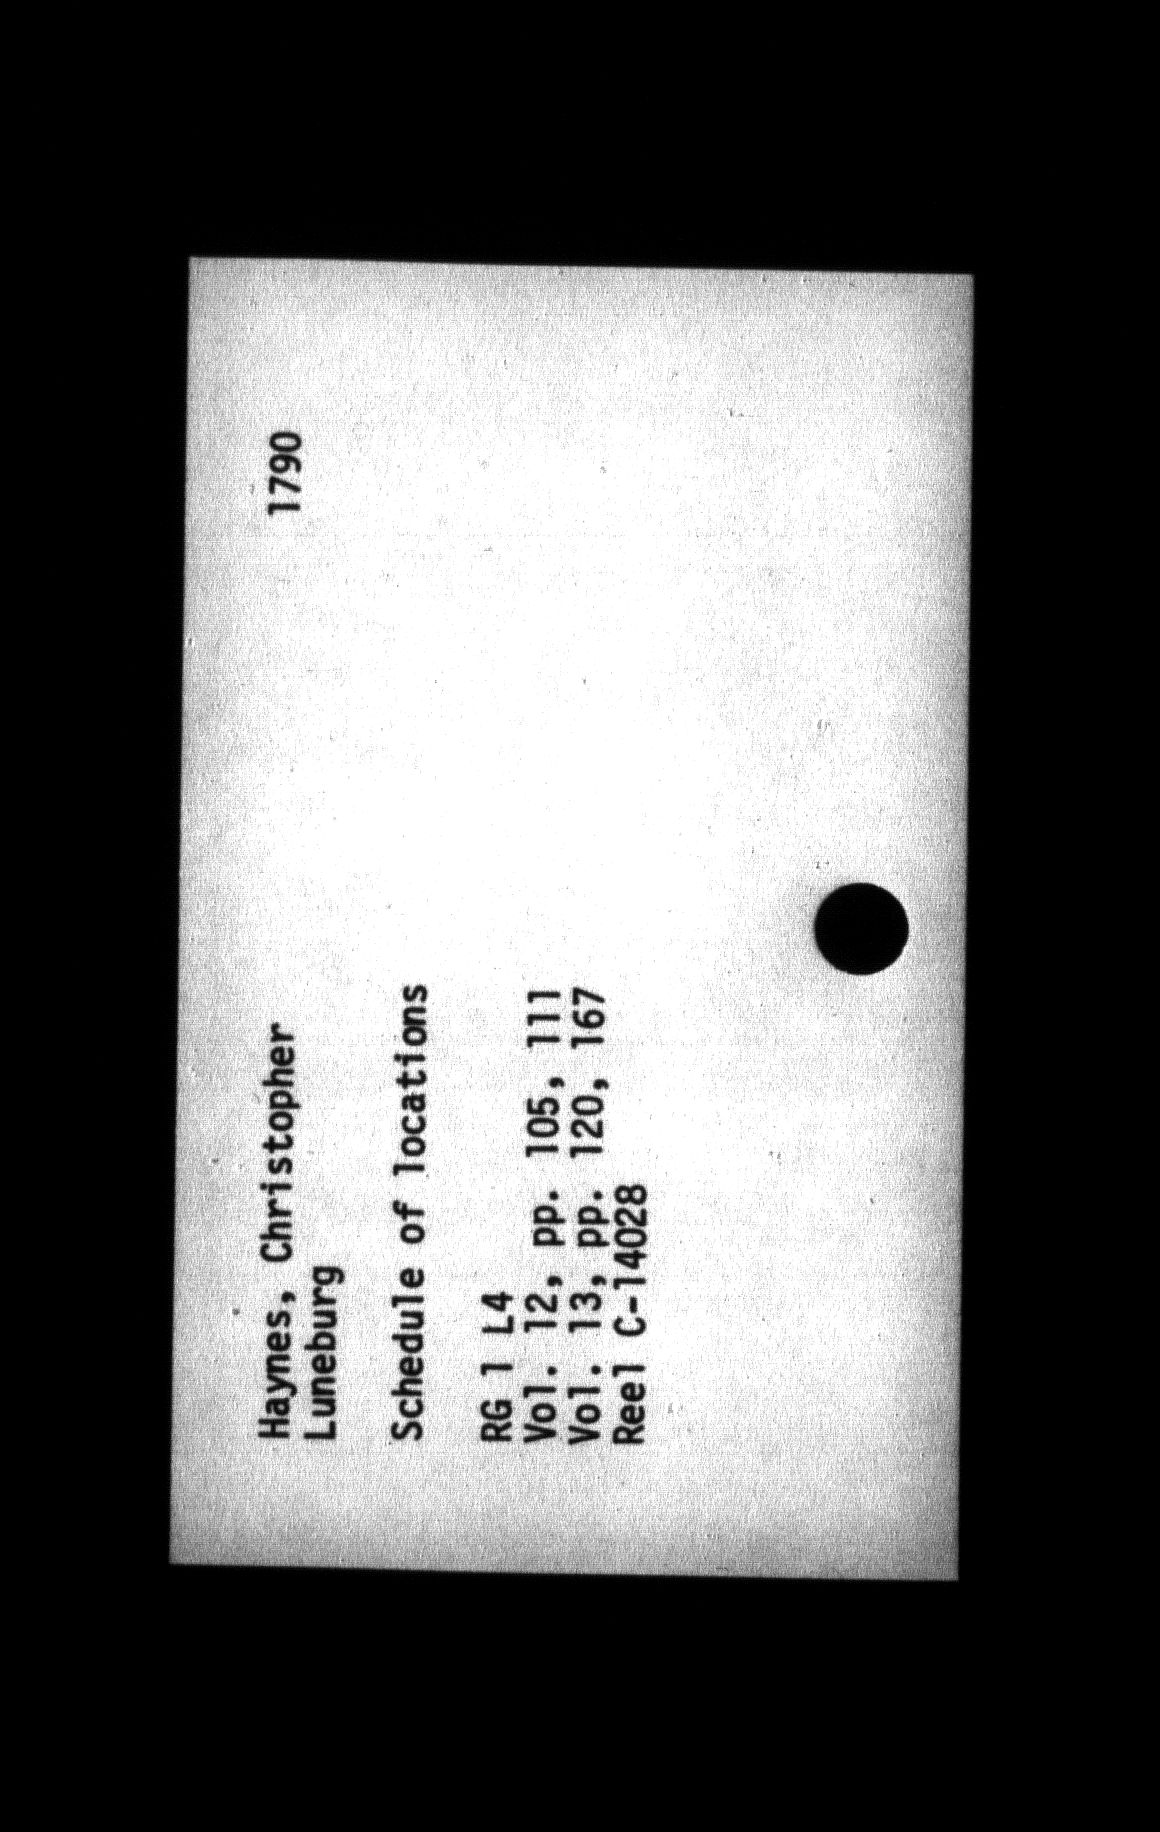 Haynes, Christopher 1790
Luneburg
Schedule of locations
RG 1 L4
Vol. 12, pp. 105, 111
Vol. 13, pp. 120, 167
Reel C-14028